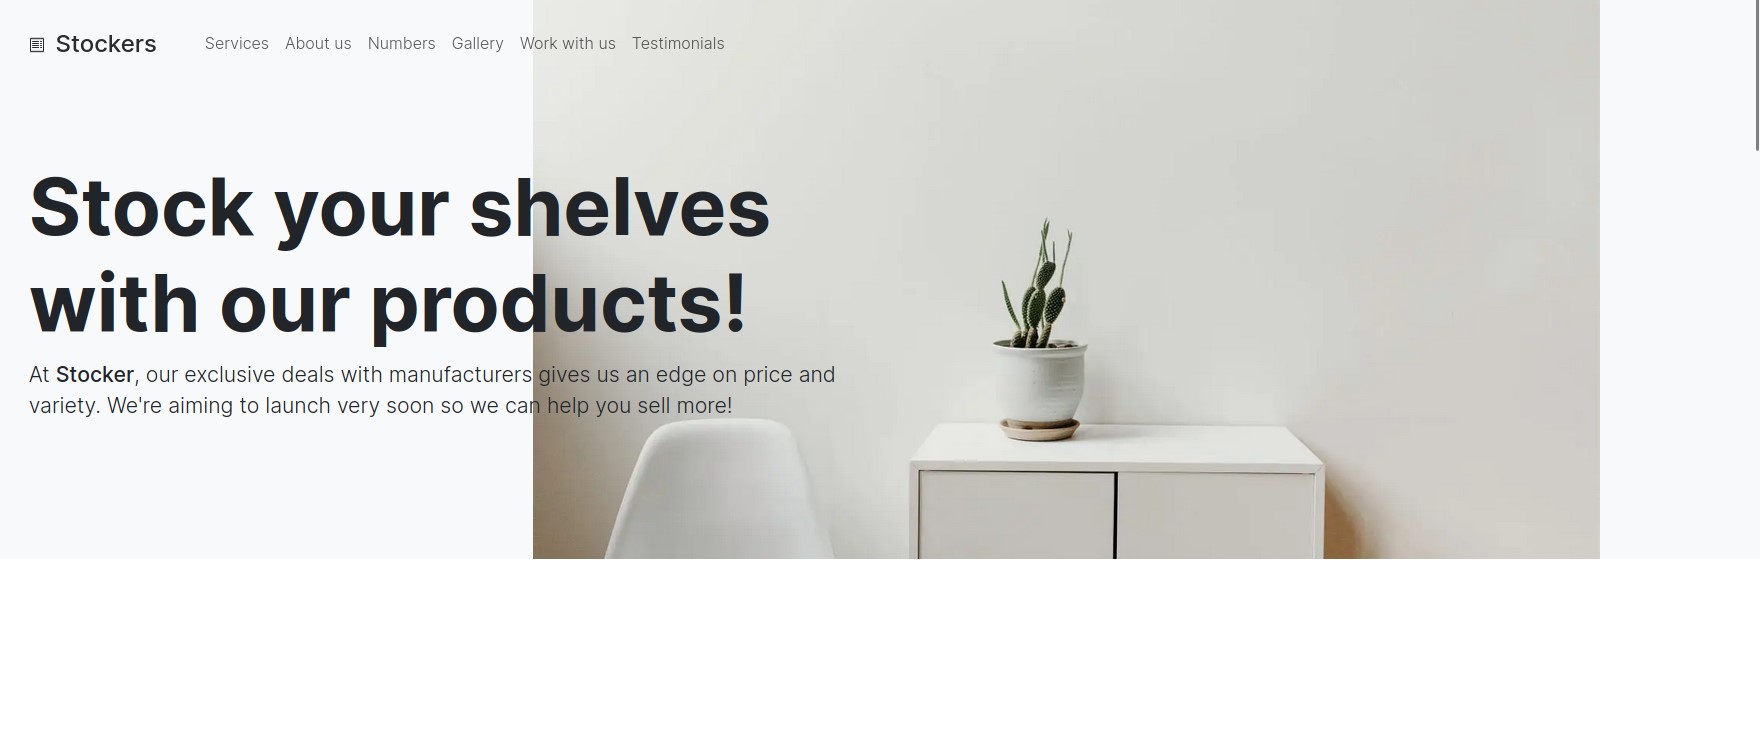 Stockers
Services About us Numbers Gallery Work with us Testimonials
Stock your shelves
with our products!
At Stocker, our exclusive deals with manufacturers gives us an edge on price and
variety. We're aiming to launch very soon so we can help you sell more!